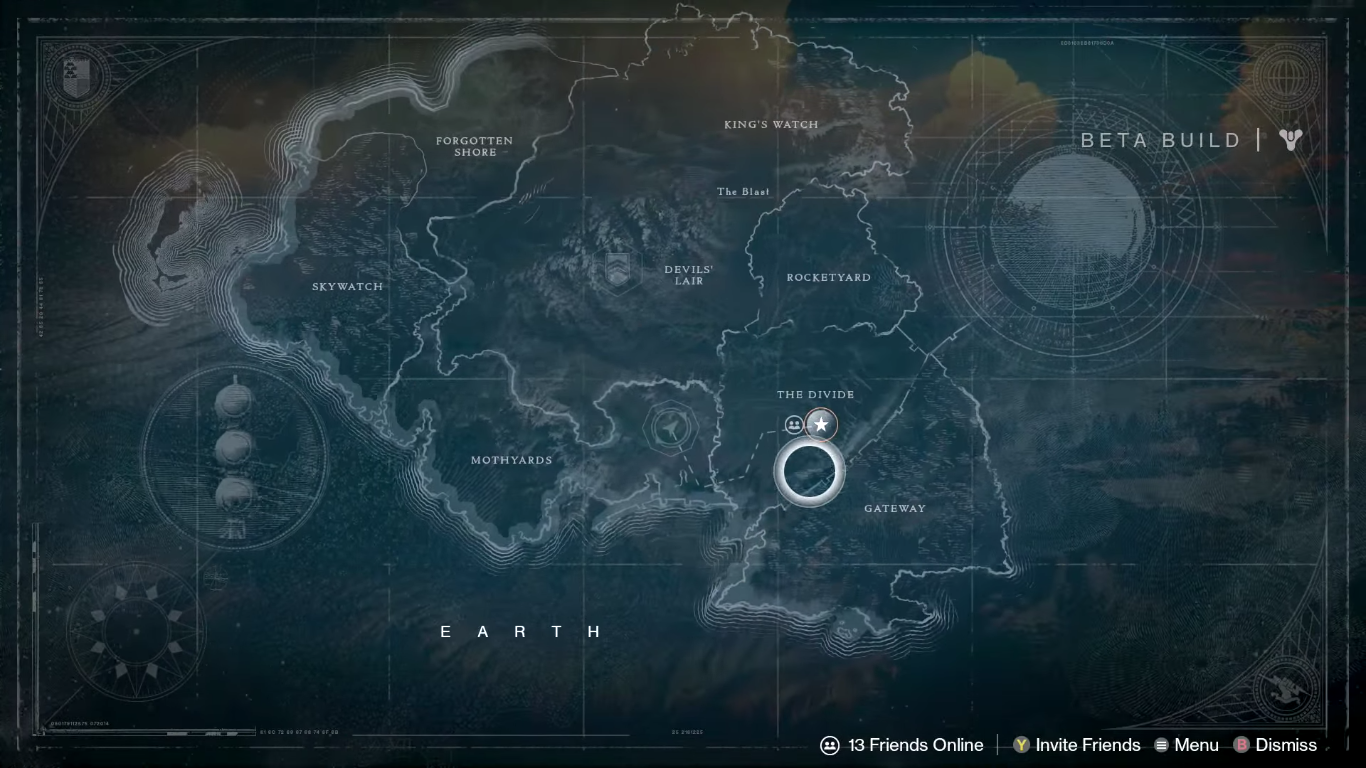 KING'S WATCH
FORGOTTEN
SHORE
BETA BUILD
The Blast
DEVILS'
LAIR
ROCKETYARD
SKYWATCH
THE DIVIDE
MOTHYARDS
GATEWAY
EARTH
13 Friends Online
Y Invite Friends
Menu
B Dismiss